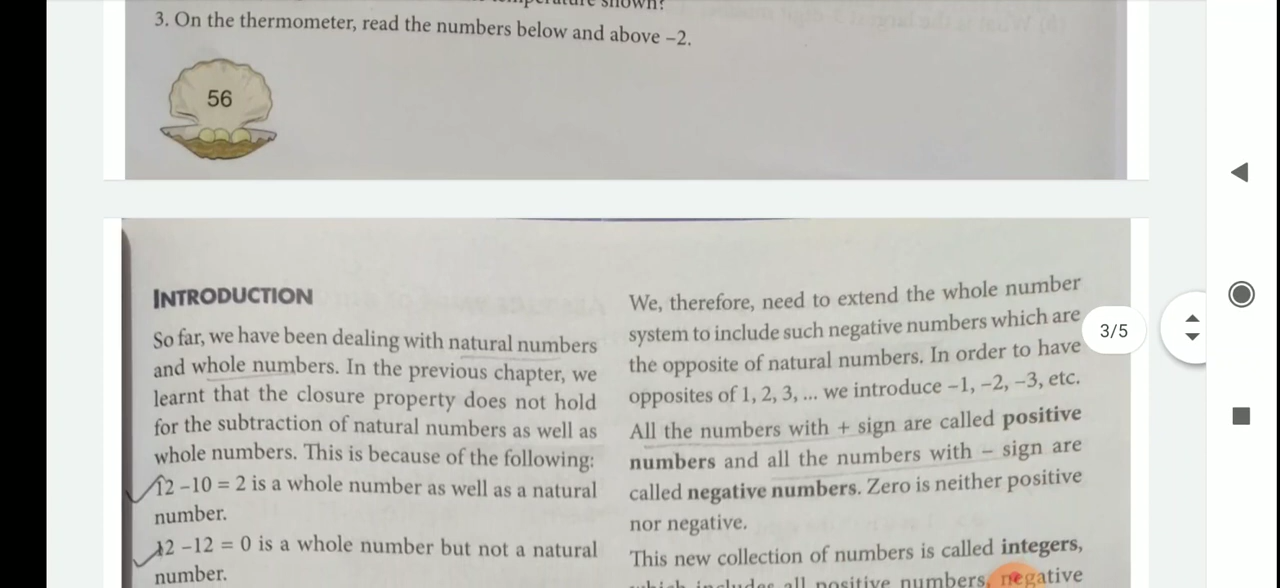 temperature shown?
3. On the thermometer, read the numbers below and above –2.
56
INTRODUCTION
So far, we have been dealing with natural numbers
and whole numbers. In the previous chapter, we
learnt that the closure property does not hold
for the subtraction of natural numbers as well as
whole numbers. This is because of the following:
12 –10 = 2 is a whole number as well as a natural
number.
12 –12 = 0 is a whole number but not a natural
number.
We, therefore, need to extend the whole number
system to include such negative numbers which are
the opposite of natural numbers. In order to have
opposites of 1, 2, 3, ... we introduce –1, –2, –3, etc.
All the numbers with + sign are called positive
numbers and all the numbers with – sign are
called negative numbers. Zero is neither positive
nor negative.
This new collection of numbers is called integers,
which includes all positive numbers, negative
3/5